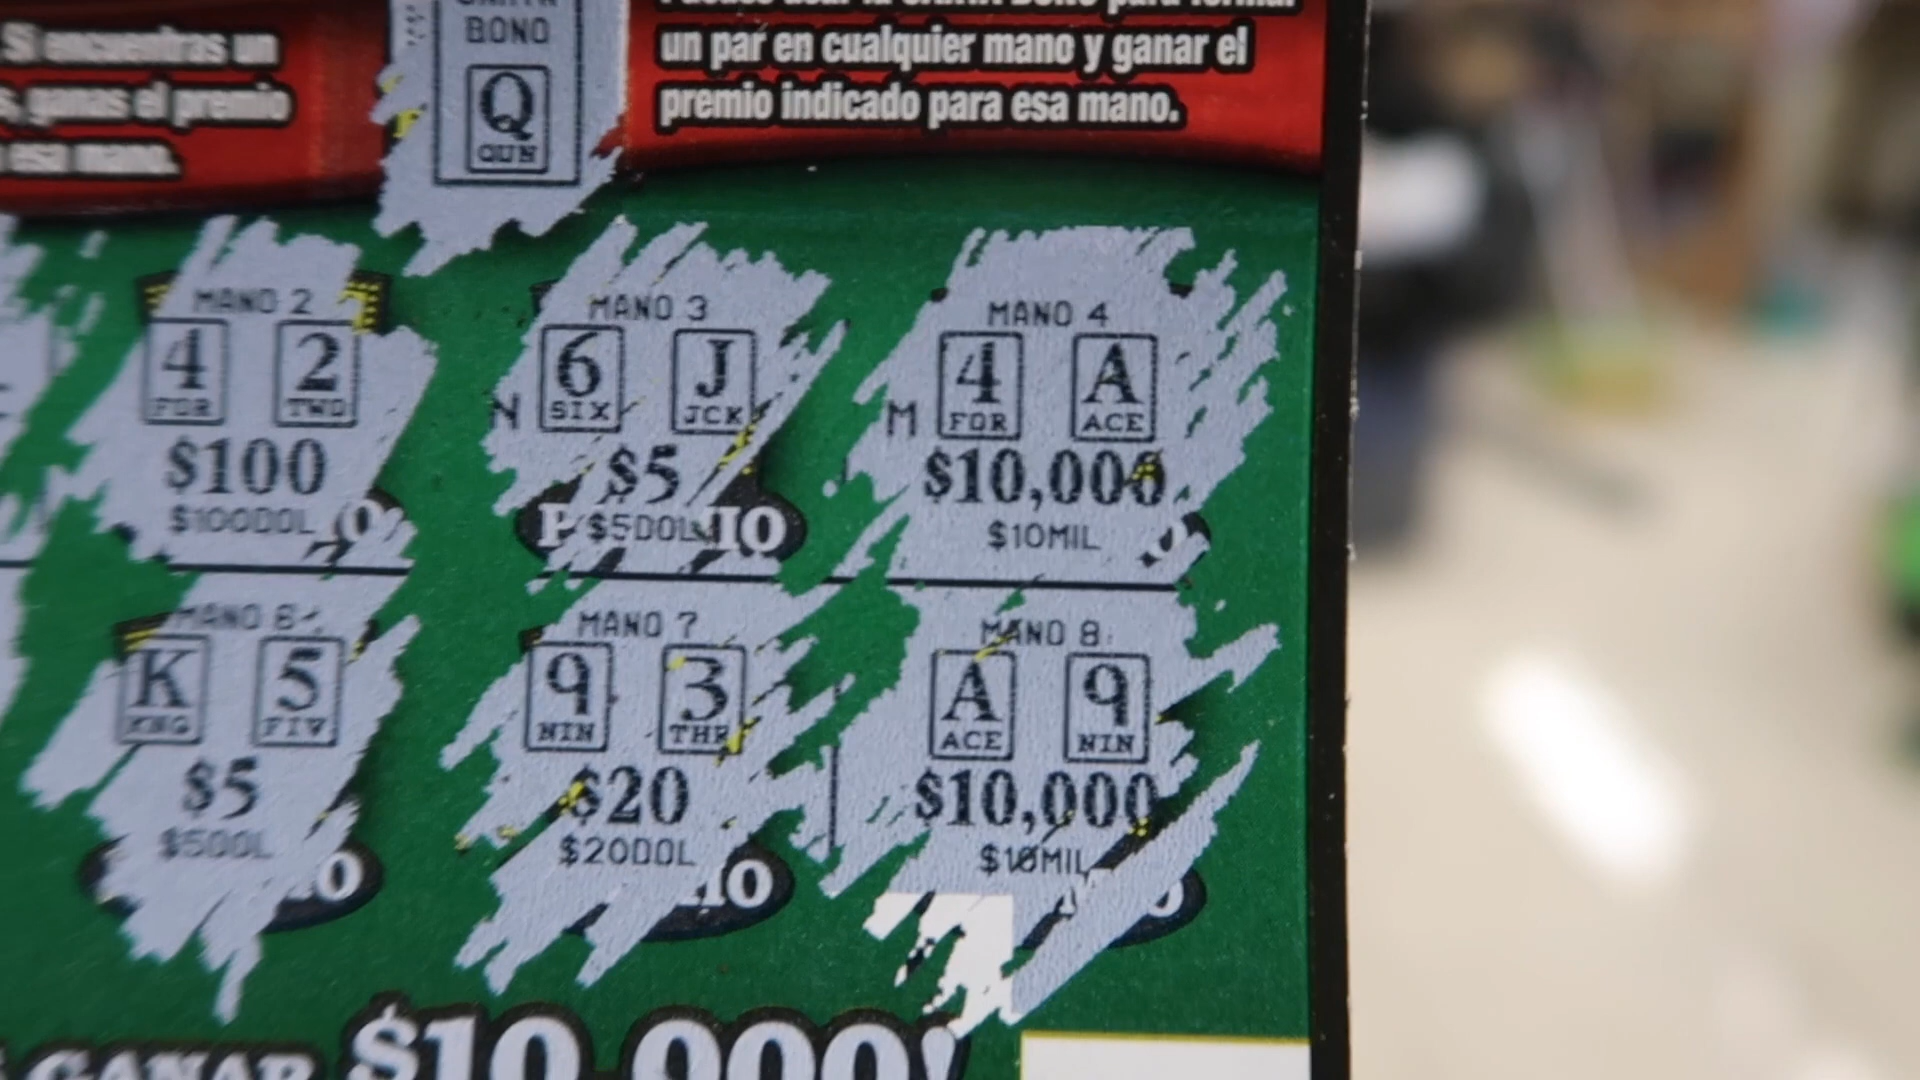 Si encuentras un
ganas el premio
esa mano.
BONO
Q
QUN
un par en cualquier mano y ganar el
premio indicado para esa mano.
MANO 2
4 2
FOR TWO
$100
$100DOL
MANO 3
N 6 J
SIX JCK
$5
$5DOL
MANO 4
M 4 A
FOR ACE
$10,000
$10MIL
MANO 6
K 5
KNG FIV
$5
$5DOL
MANO 7
9 3
NIN THR
$20
$20DOL
MANO 8
A 9
ACE NIN
$10,000
$10MIL
GANAR $10,000!